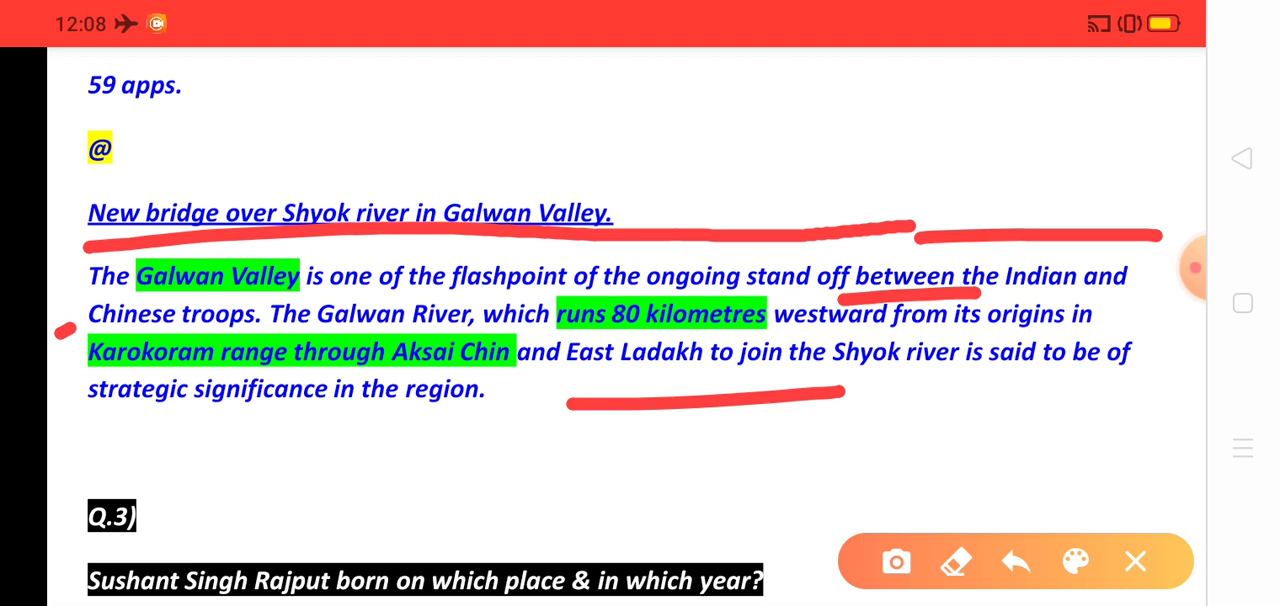 12:08
59 apps.
@
New bridge over Shyok river in Galwan Valley.
The Galwan Valley is one of the flashpoint of the ongoing stand off between the Indian and
Chinese troops. The Galwan River, which runs 80 kilometres westward from its origins in
Karokoram range through Aksai Chin and East Ladakh to join the Shyok river is said to be of
strategic significance in the region.
Q.3)
Sushant Singh Rajput born on which place & in which year?